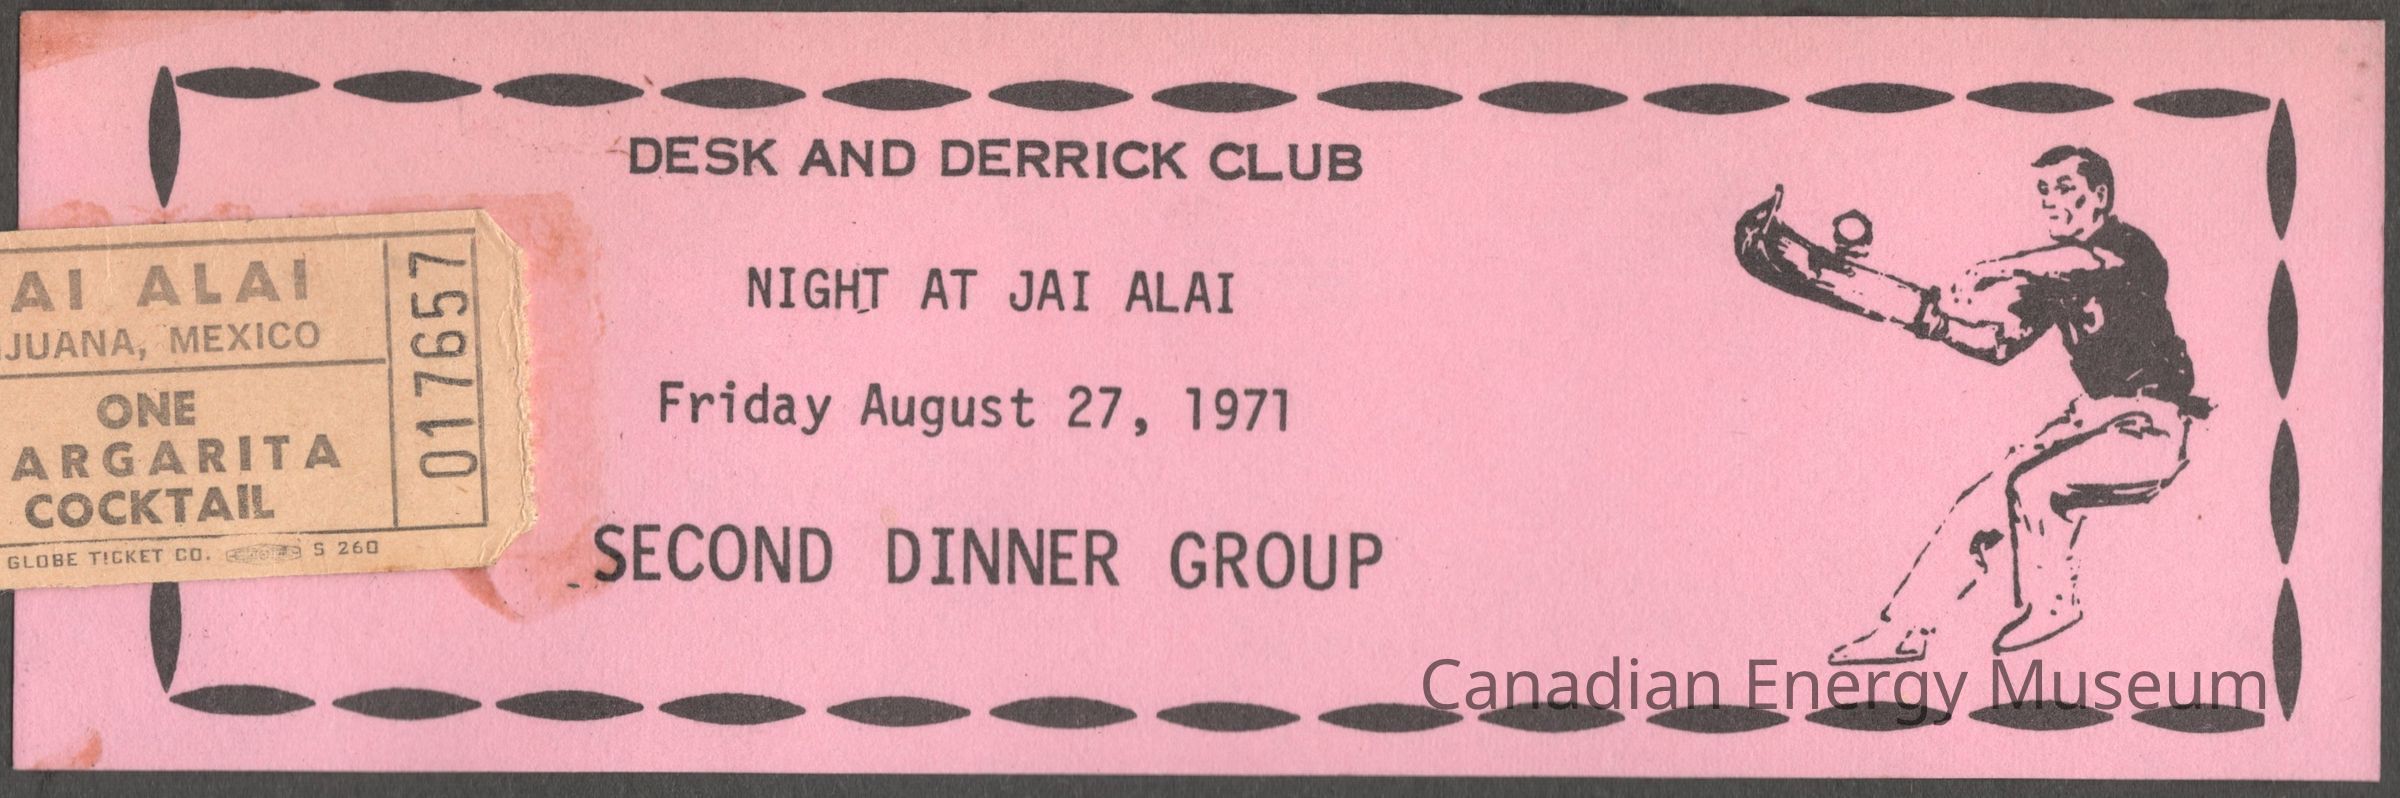 DESK AND DERRICK CLUB
NIGHT AT JAI ALAI
Friday August 27, 1971
SECOND DINNER GROUP
AI ALAI
JUANA, MEXICO
ONE
ARGARITA
COCKTAIL
017657
GLOBE TICKET CO. S 260
3
Canadian Energy Museum